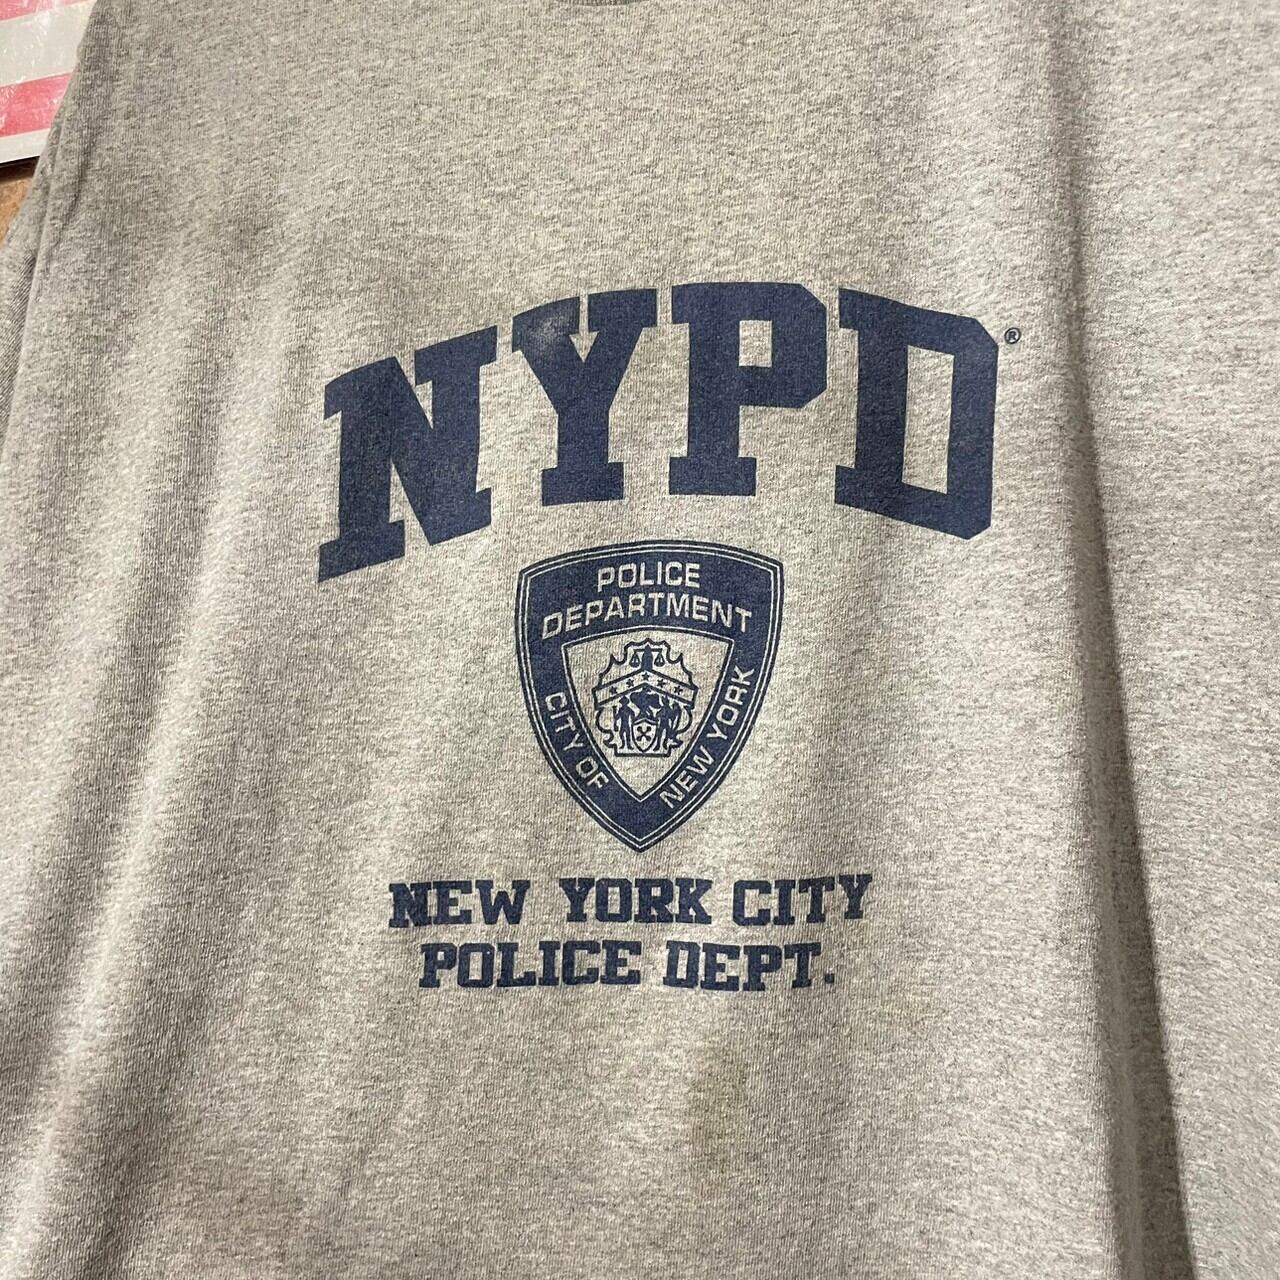 NYPD®
POLICE
DEPARTMENT
CITY OF
NEW YORK
NEW YORK CITY
POLICE DEPT.